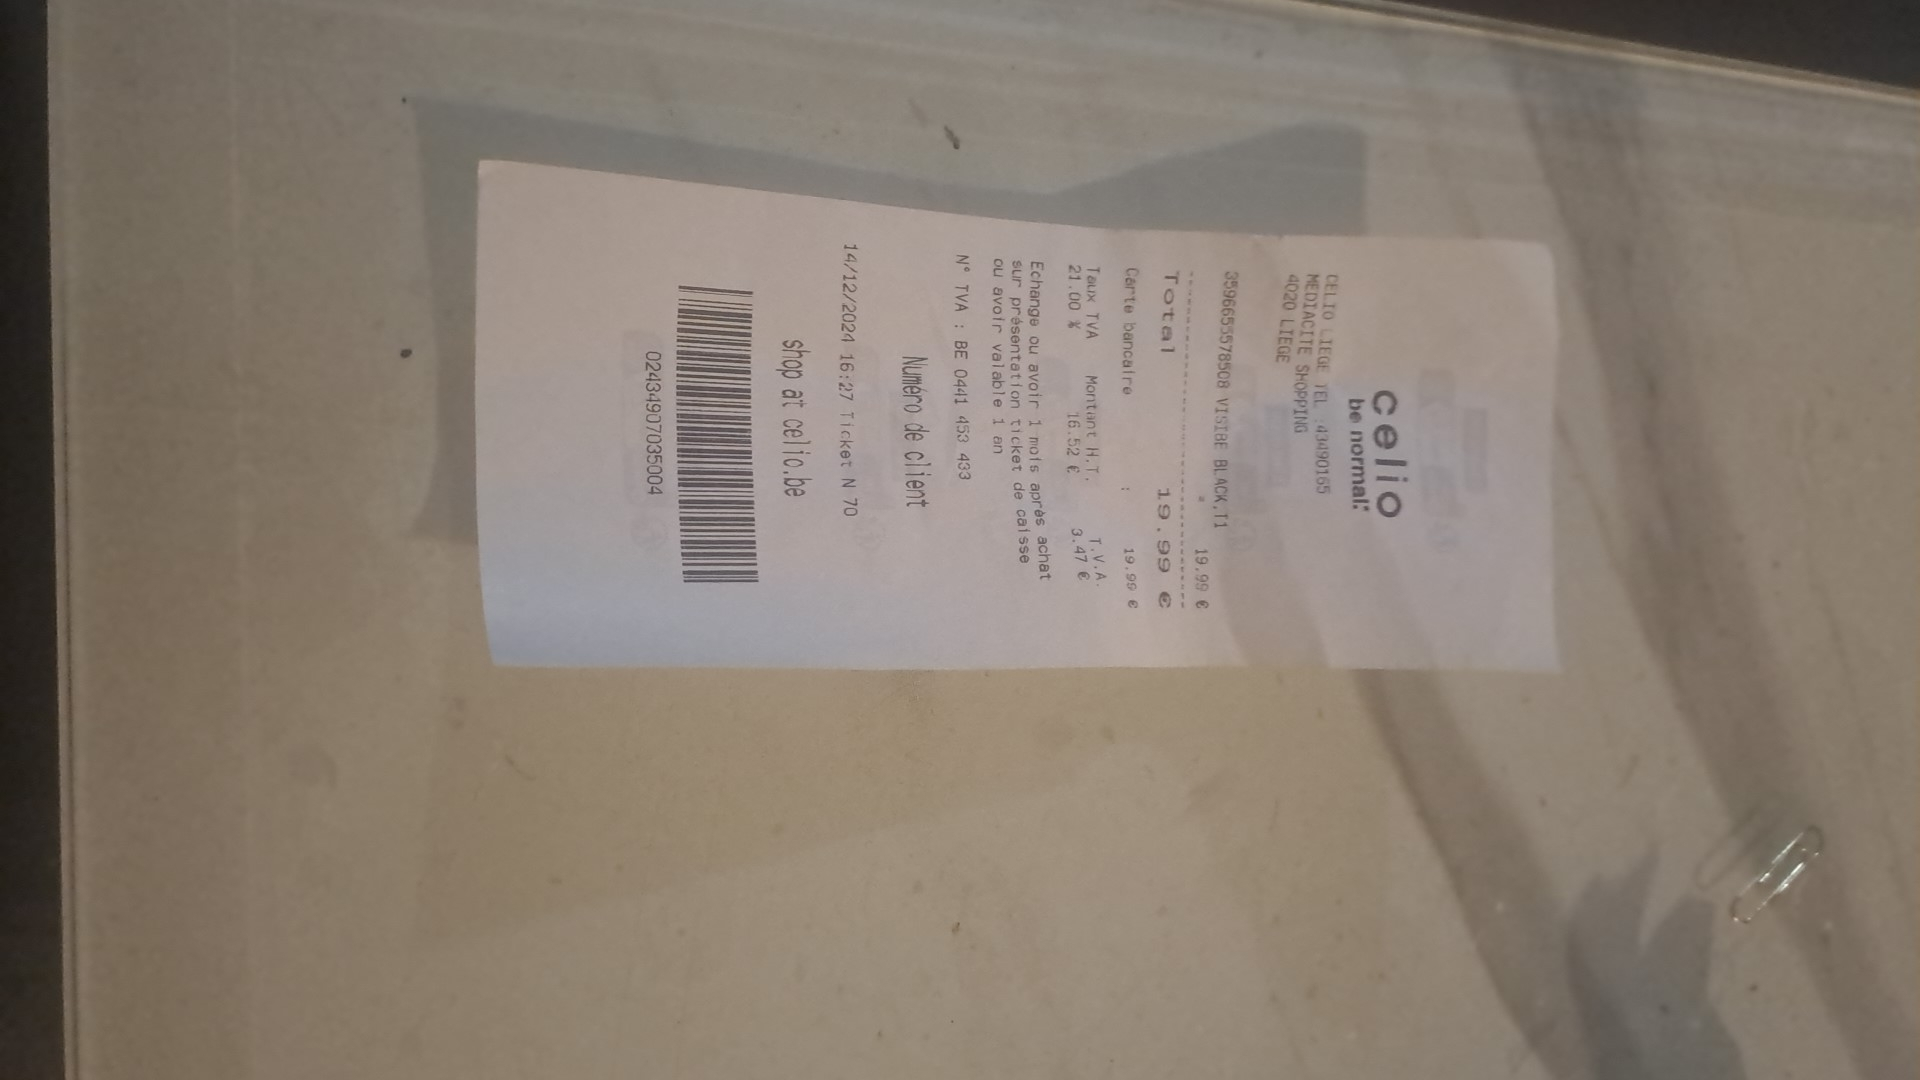 celio
be normal:
CELIO LIEGE TEL :43490165
MEDIACITE SHOPPING
4020 LIEGE
3596655578508 VISIBE BLACK,T1
19.99 €
Total 19.99 €
Carte bancaire : 19.99 €
Taux TVA Montant H.T. T.V.A.
21.00 % 16.52 € 3.47 €
Echange ou avoir 1 mois après achat
sur présentation ticket de caisse
ou avoir valable 1 an
N° TVA : BE 0441 453 433
Numéro de client
14/12/2024 16:27 Ticket N 70
shop at celio.be
02434907035004